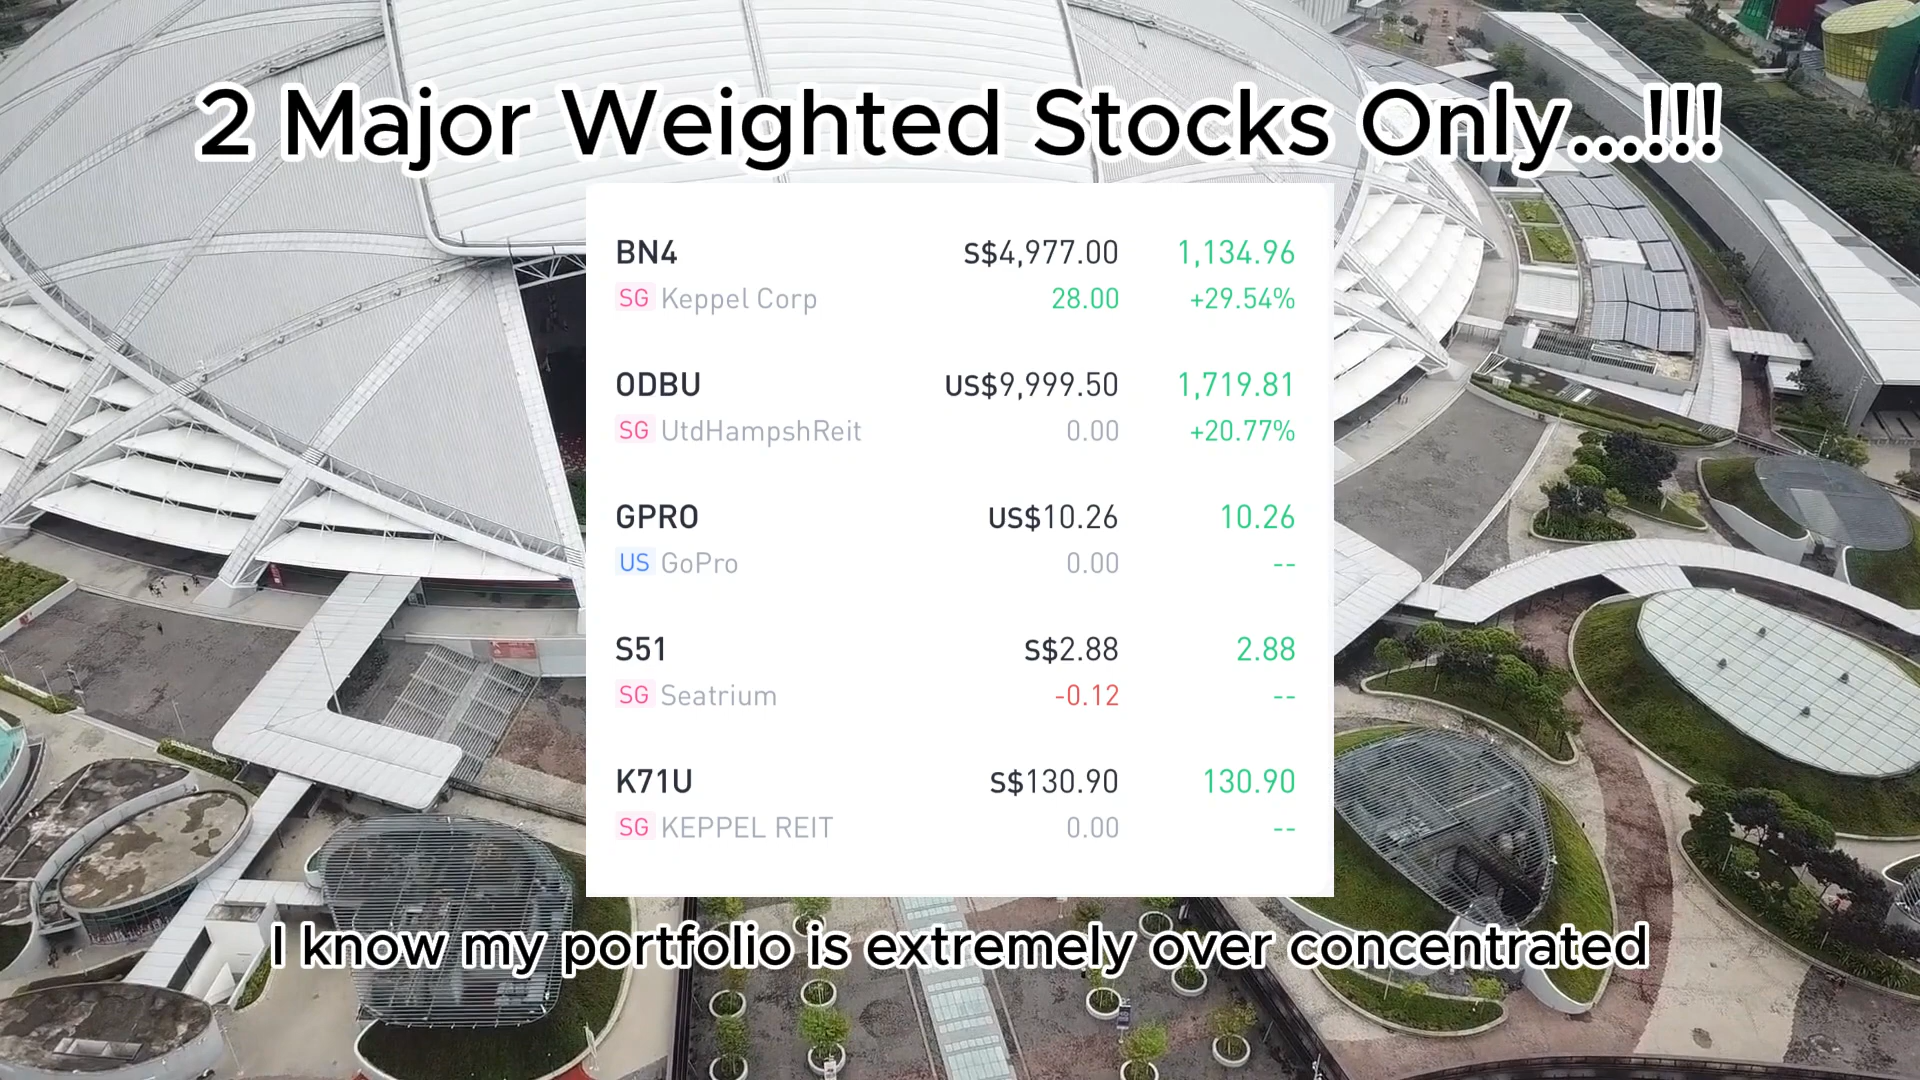 2 Major Weighted Stocks Only...!!!
BN4 S$4,977.00 1,134.96
SG Keppel Corp 28.00 +29.54%
ODBU US$9,999.50 1,719.81
SG UtdHampshReit 0.00 +20.77%
GPRO US$10.26 10.26
US GoPro 0.00 --
S51 S$2.88 2.88
SG Seatrium -0.12 --
K71U S$130.90 130.90
SG KEPPEL REIT 0.00 --
I know my portfolio is extremely over concentrated